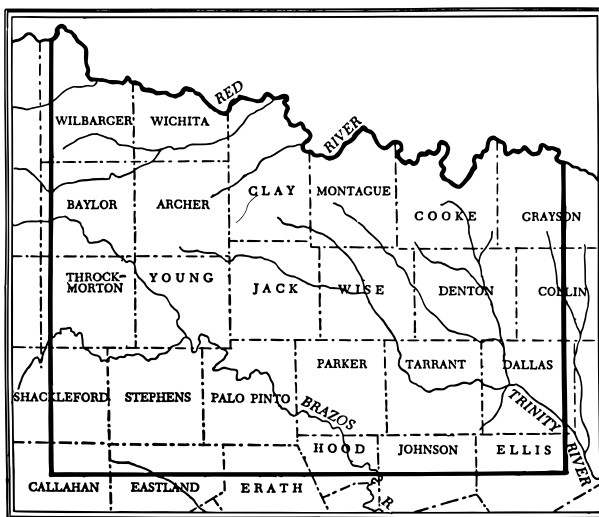 RED
WILBARGER WICHITA
RIVER
BAYLOR ARCHER CLAY MONTAGUE COOKE GRAYSON
THROCK-
MORTON YOUNG JACK WISE DENTON COLLIN
PARKER TARRANT DALLAS
SHACKLEFORD STEPHENS PALO PINTO BRAZOS TRINITY
HOOD JOHNSON ELLIS RIVER
CALLAHAN EASTLAND ERATH R